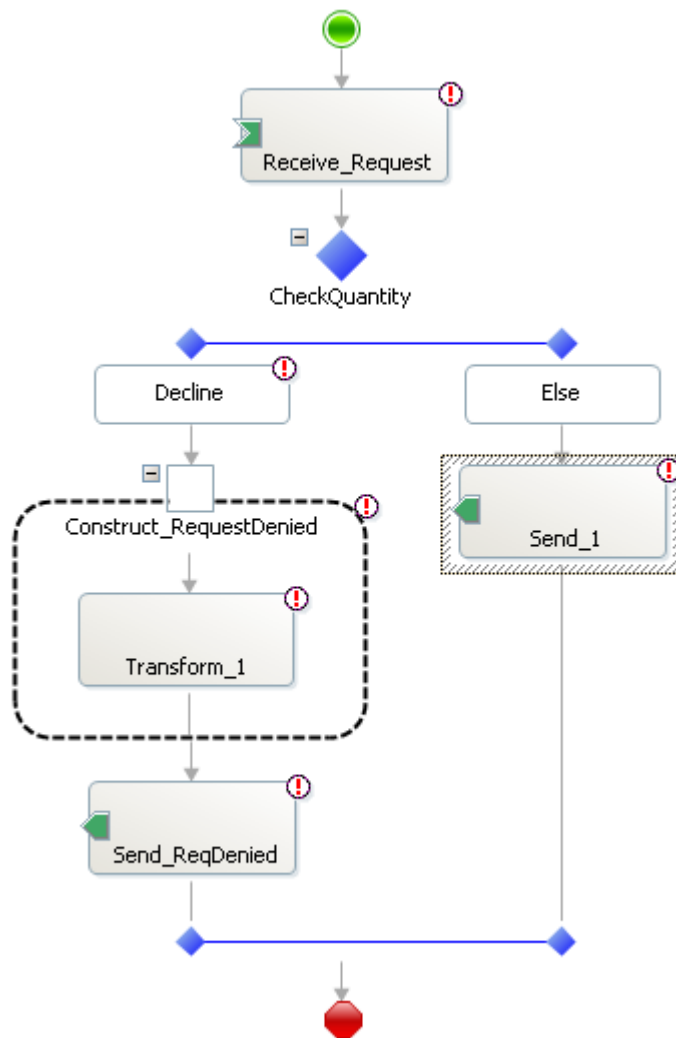 Receive_Request
CheckQuantity
Decline
Else
Construct_RequestDenied
Send_1
Transform_1
Send_ReqDenied